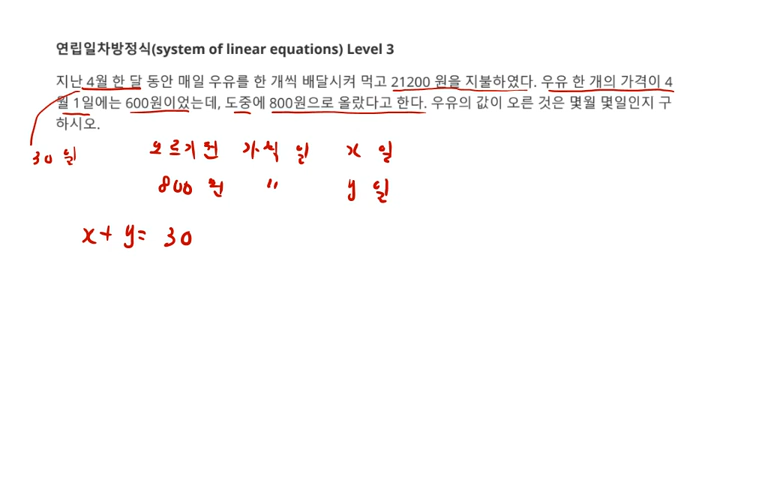 연립일차방정식(system of linear equations) Level 3
지난 4월 한 달 동안 매일 우유를 한 개씩 배달시켜 먹고 21200 원을 지불하였다. 우유 한 개의 가격이 4
월 1일에는 600원이었는데, 도중에 800원으로 올랐다고 한다. 우유의 값이 오른 것은 몇월 몇일인지 구
하시오.
30 일
오르기 전 가격 일 x 일
800 원 〃 y 일
x + y = 30